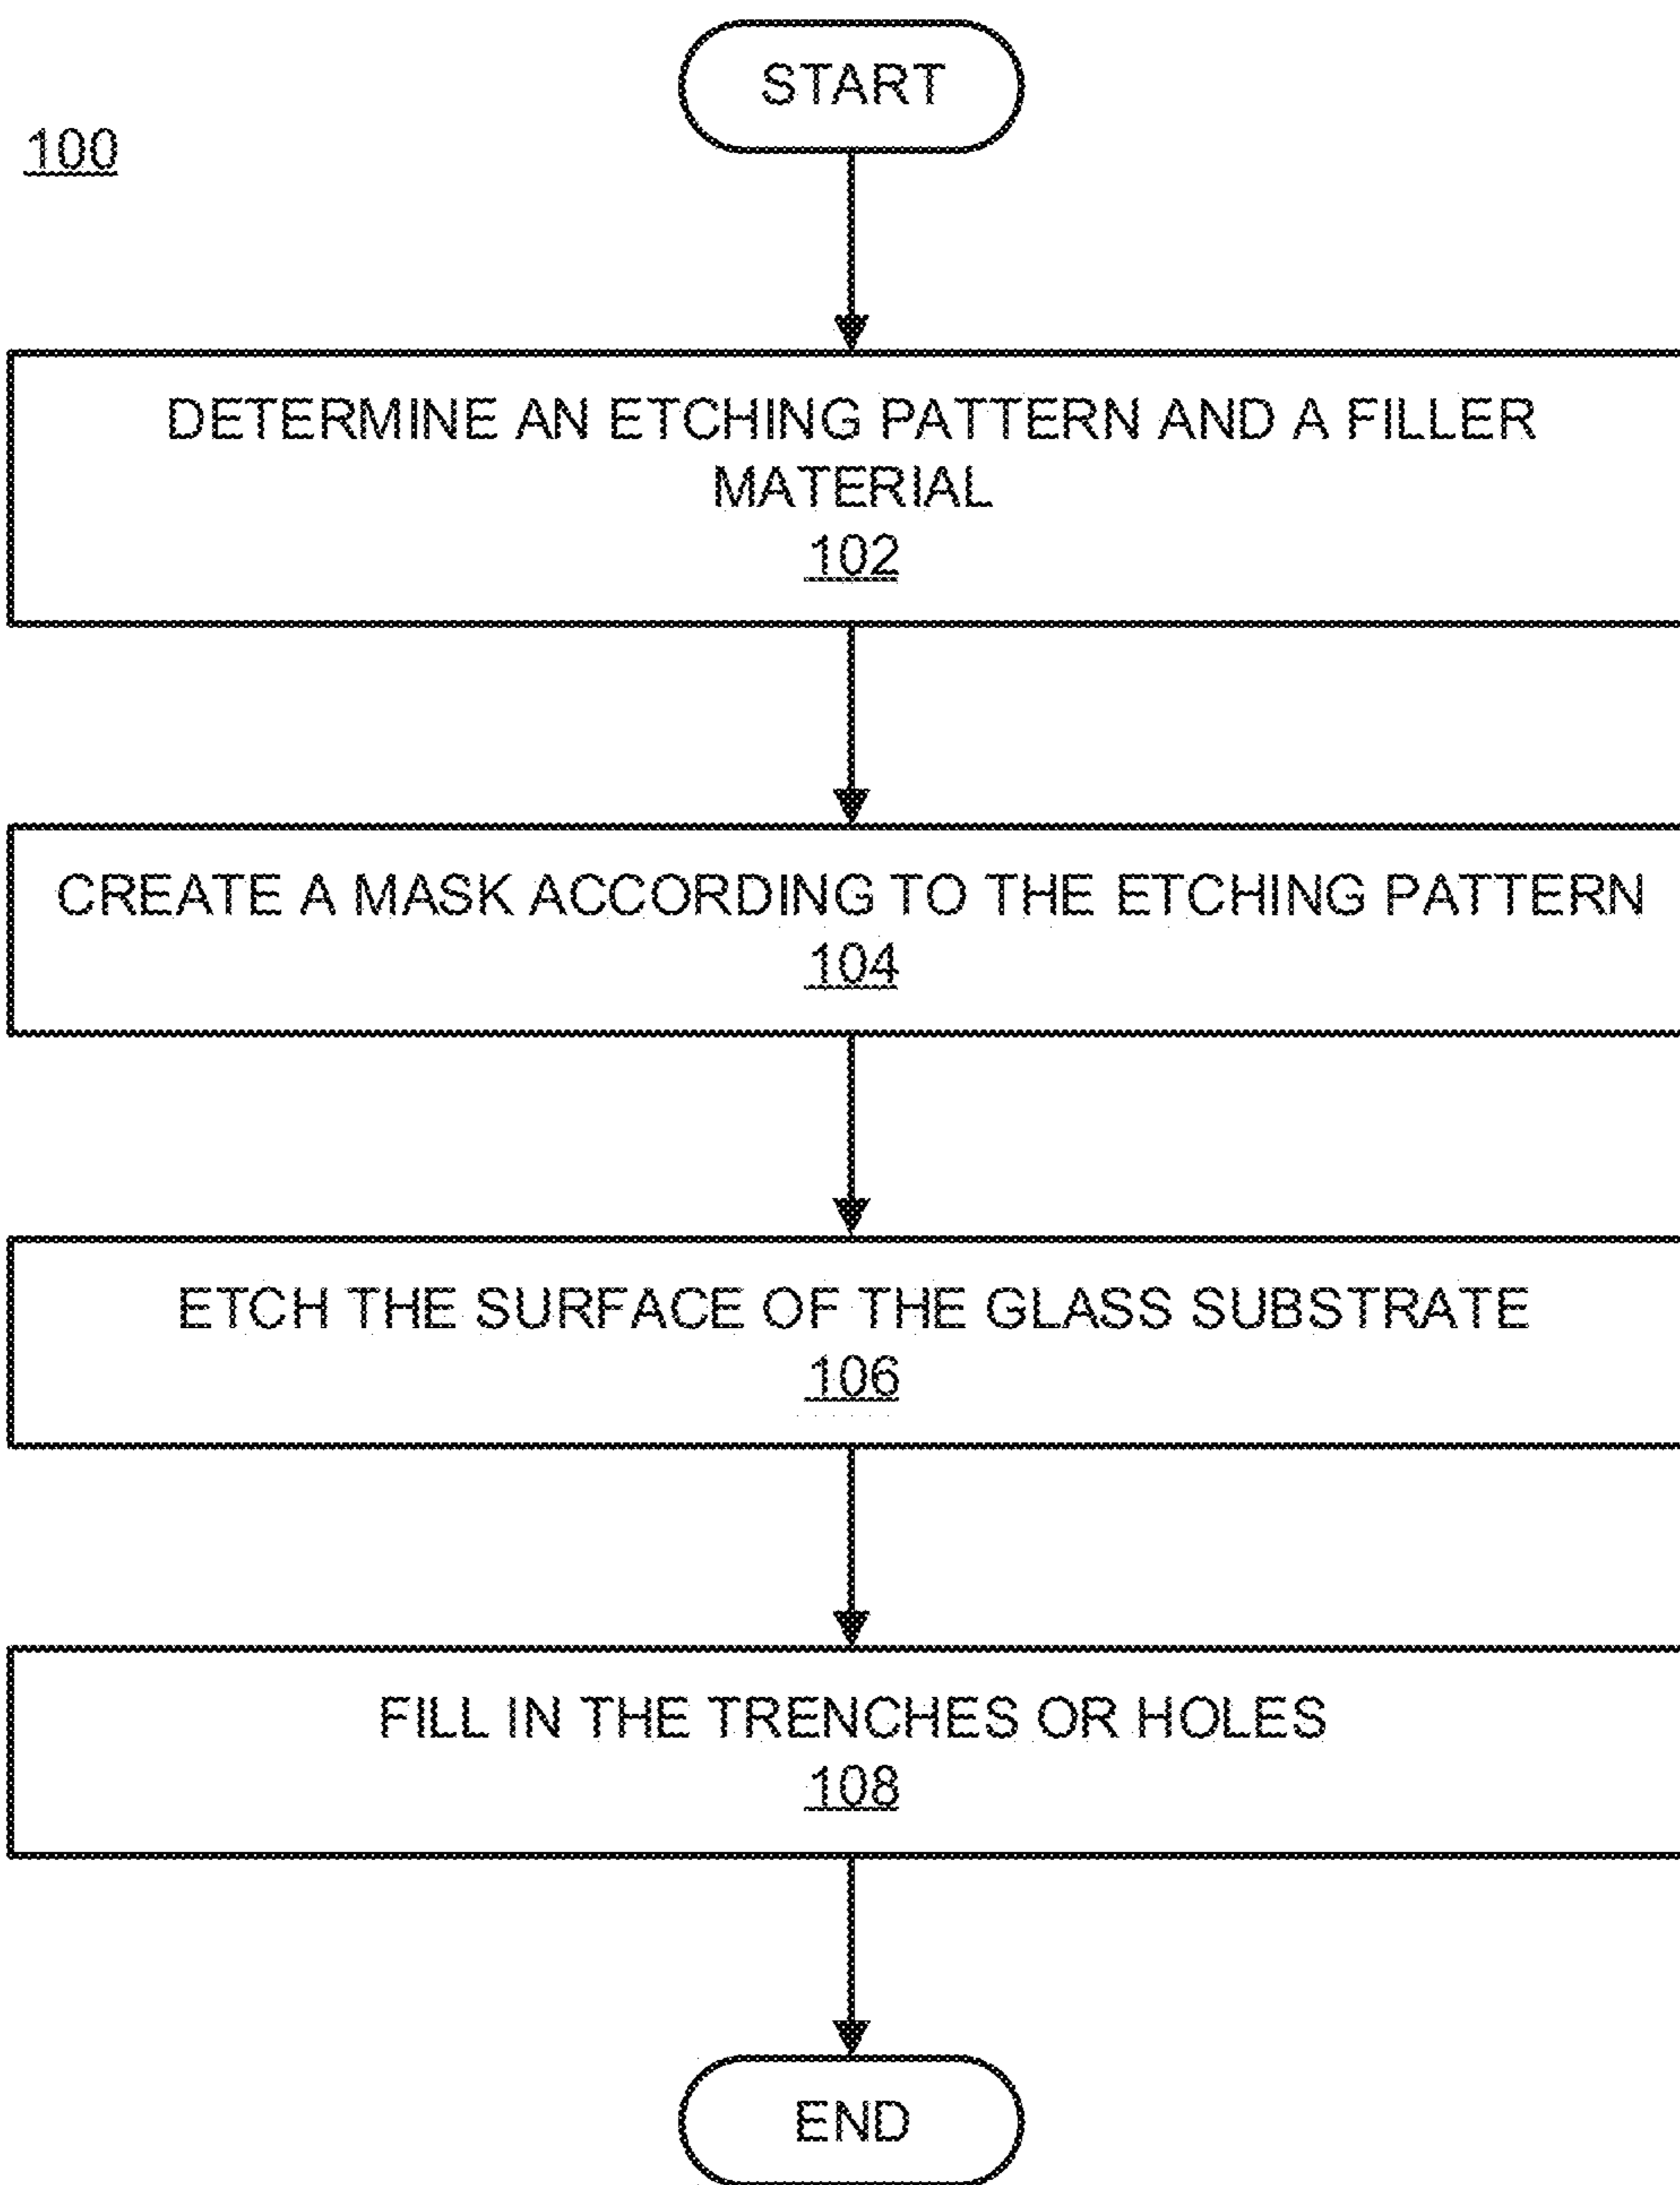 START
100
DETERMINE AN ETCHING PATTERN AND A FILLER
MATERIAL
102
CREATE A MASK ACCORDING TO THE ETCHING PATTERN
104
ETCH THE SURFACE OF THE GLASS SUBSTRATE
106
FILL IN THE TRENCHES OR HOLES
108
END